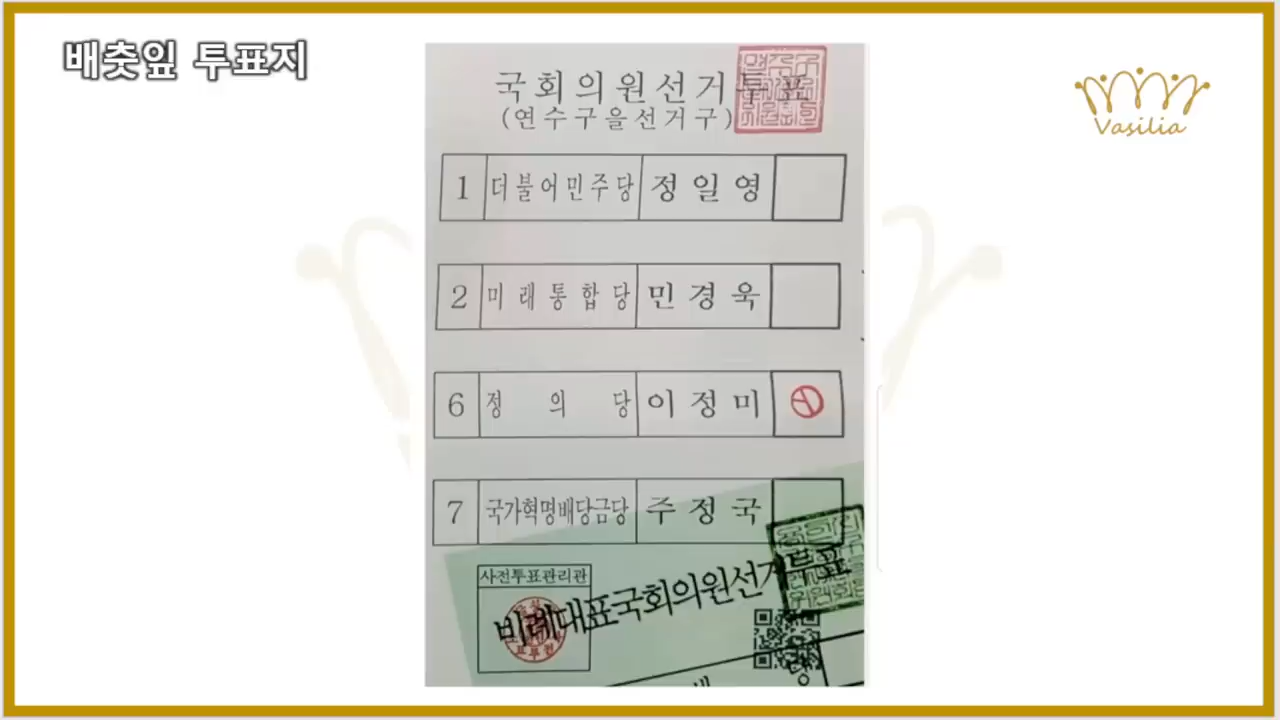 배춧잎 투표지
Vasilia
국회의원선거투표
(연수구을선거구)
1 더불어민주당 정일영
2 미래통합당 민경욱
6 정의당 이정미
7 국가혁명배당금당 주정국
사전투표관리관
비례대표국회의원선거투표